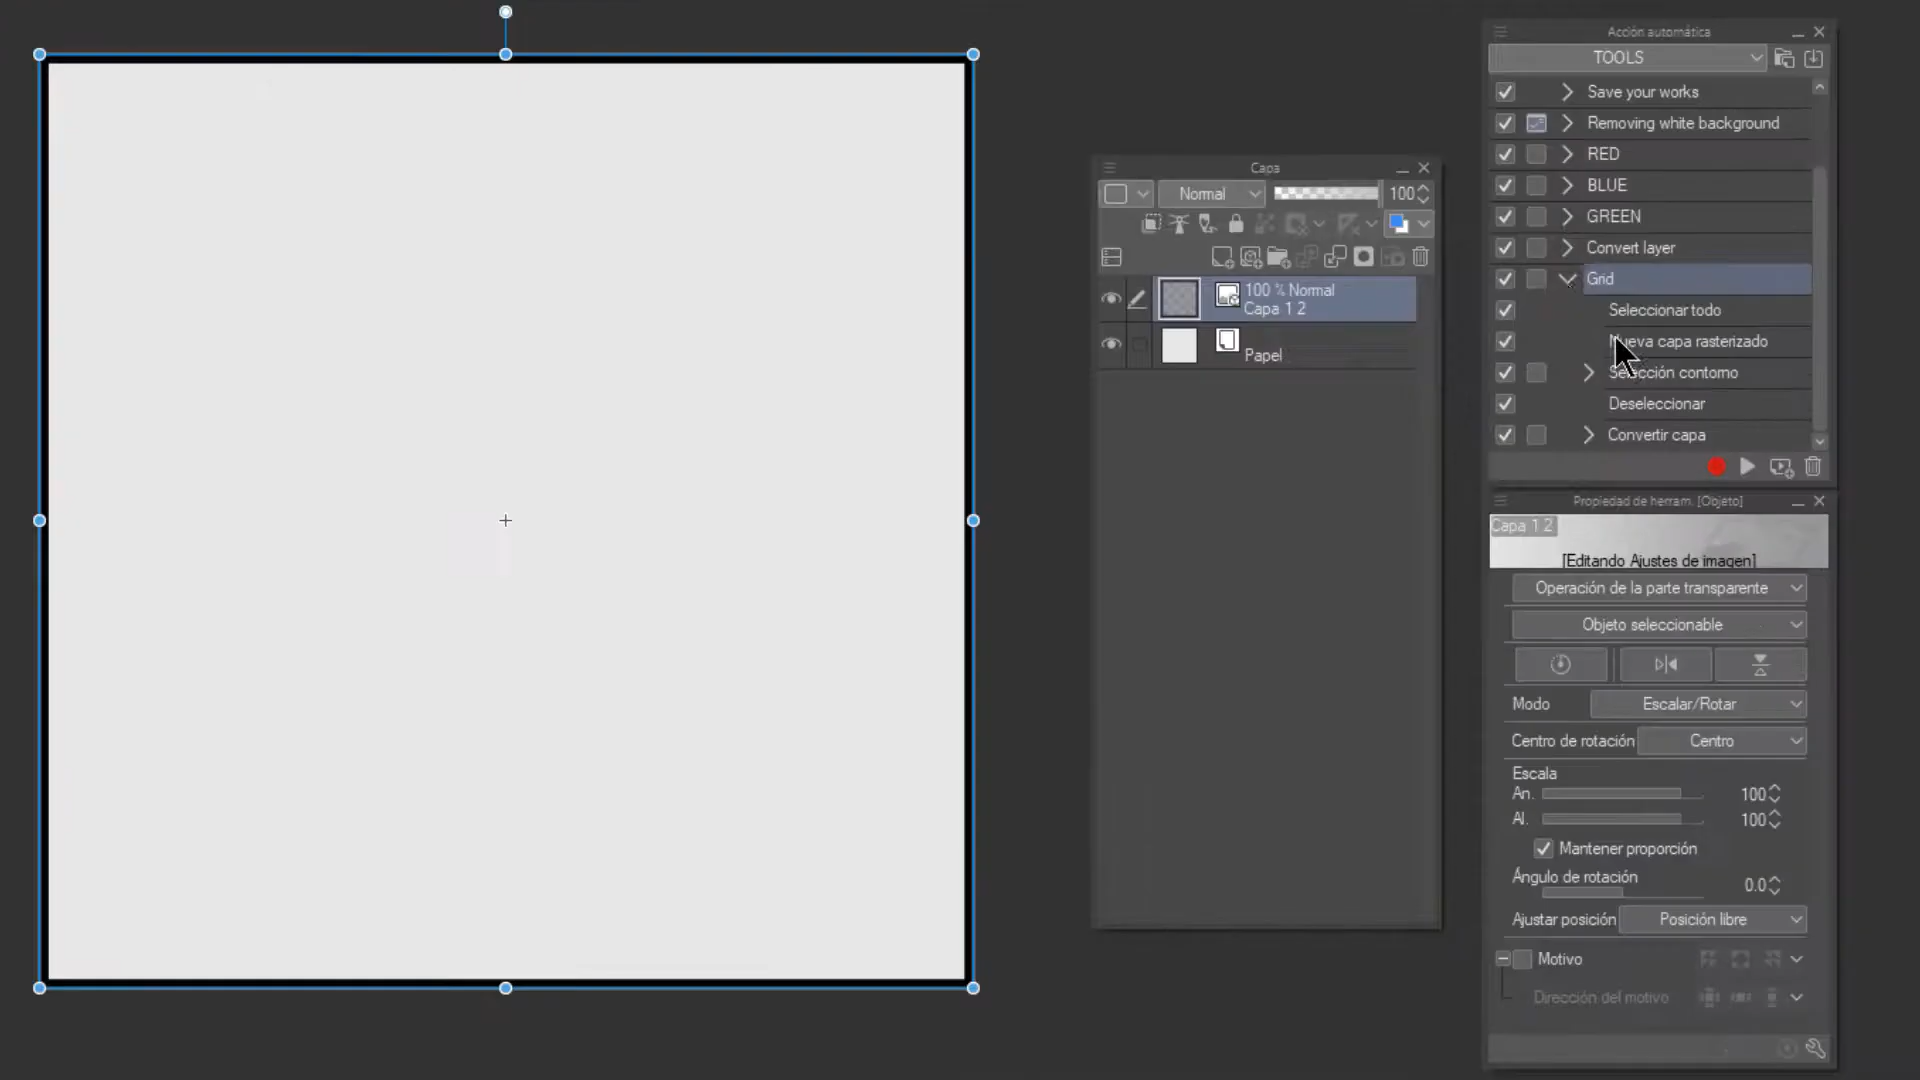 Acción automática
TOOLS
Save your works
Removing white background
RED
BLUE
GREEN
Convert layer
Grid
Seleccionar todo
Nueva capa rasterizado
Selección contorno
Deseleccionar
Convertir capa
Capa
Normal
100
100 % Normal
Capa 1 2
Papel
Propiedad de herram. [Objeto]
Capa 1 2
[Editando Ajustes de imagen]
Operación de la parte transparente
Objeto seleccionable
Modo Escalar/Rotar
Centro de rotación Centro
Escala
An. 100
Al. 100
Mantener proporción
Ángulo de rotación 0.0
Ajustar posición Posición libre
Motivo
Dirección del motivo